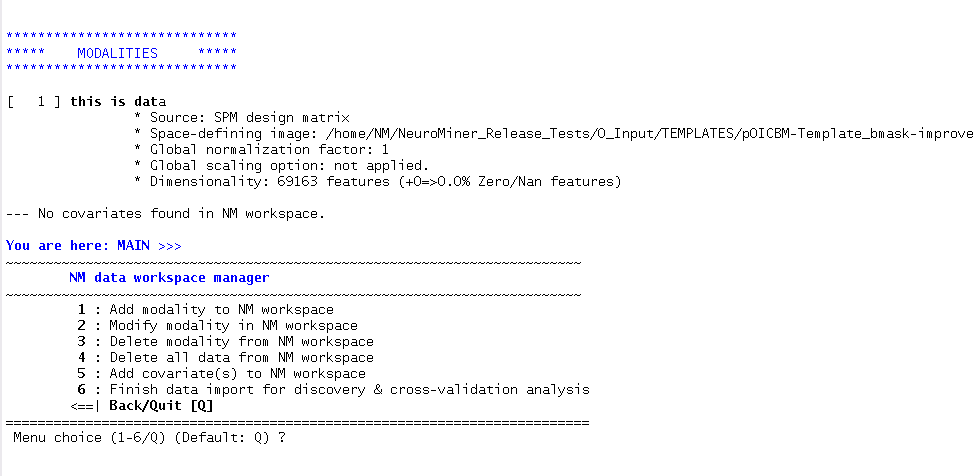 *****************************
*****    MODALITIES     *****
*****************************
[   1 ] this is data
* Source: SPM design matrix
* Space-defining image: /home/NM/NeuroMiner_Release_Tests/O_Input/TEMPLATES/pOICBM-Template_bmask-improve
* Global normalization factor: 1
* Global scaling option: not applied.
* Dimensionality: 69163 features (+0=>0.0% Zero/Nan features)
--- No covariates found in NM workspace.
You are here: MAIN >>>
~~~~~~~~~~~~~~~~~~~~~~~~~~~~~~~~~~~~~~~~~~~~~~~~~~~~~~~~~~~~~~~~~~~~~~~~
NM data workspace manager
~~~~~~~~~~~~~~~~~~~~~~~~~~~~~~~~~~~~~~~~~~~~~~~~~~~~~~~~~~~~~~~~~~~~~~~~
1 : Add modality to NM workspace
2 : Modify modality in NM workspace
3 : Delete modality from NM workspace
4 : Delete all data from NM workspace
5 : Add covariate(s) to NM workspace
6 : Finish data import for discovery & cross-validation analysis
<==| Back/Quit [Q]
=========================================================================
Menu choice (1-6/Q) (Default: Q) ?